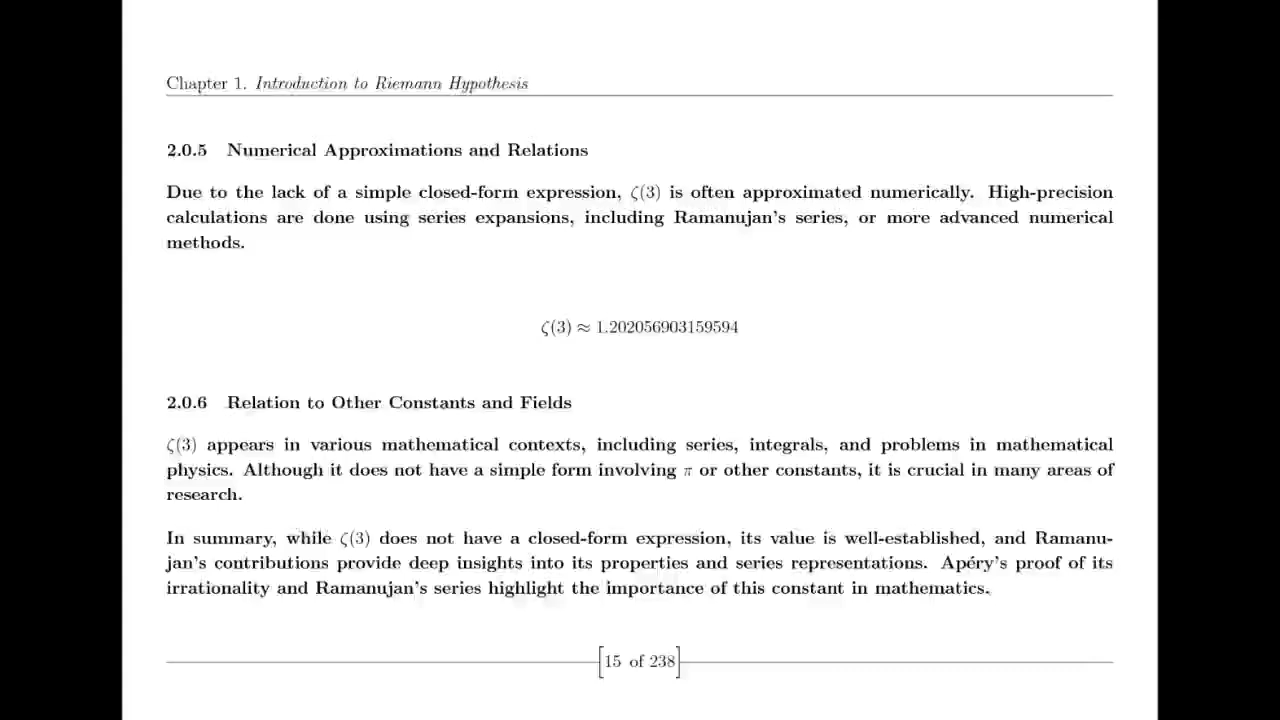 Chapter 1. Introduction to Riemann Hypothesis
2.0.5 Numerical Approximations and Relations
Due to the lack of a simple closed-form expression, ζ(3) is often approximated numerically. High-precision
calculations are done using series expansions, including Ramanujan's series, or more advanced numerical
methods.
ζ(3) ≈ 1.202056903159594
2.0.6 Relation to Other Constants and Fields
ζ(3) appears in various mathematical contexts, including series, integrals, and problems in mathematical
physics. Although it does not have a simple form involving π or other constants, it is crucial in many areas of
research.
In summary, while ζ(3) does not have a closed-form expression, its value is well-established, and Ramanu-
jan's contributions provide deep insights into its properties and series representations. Apéry's proof of its
irrationality and Ramanujan's series highlight the importance of this constant in mathematics.
[15 of 238]